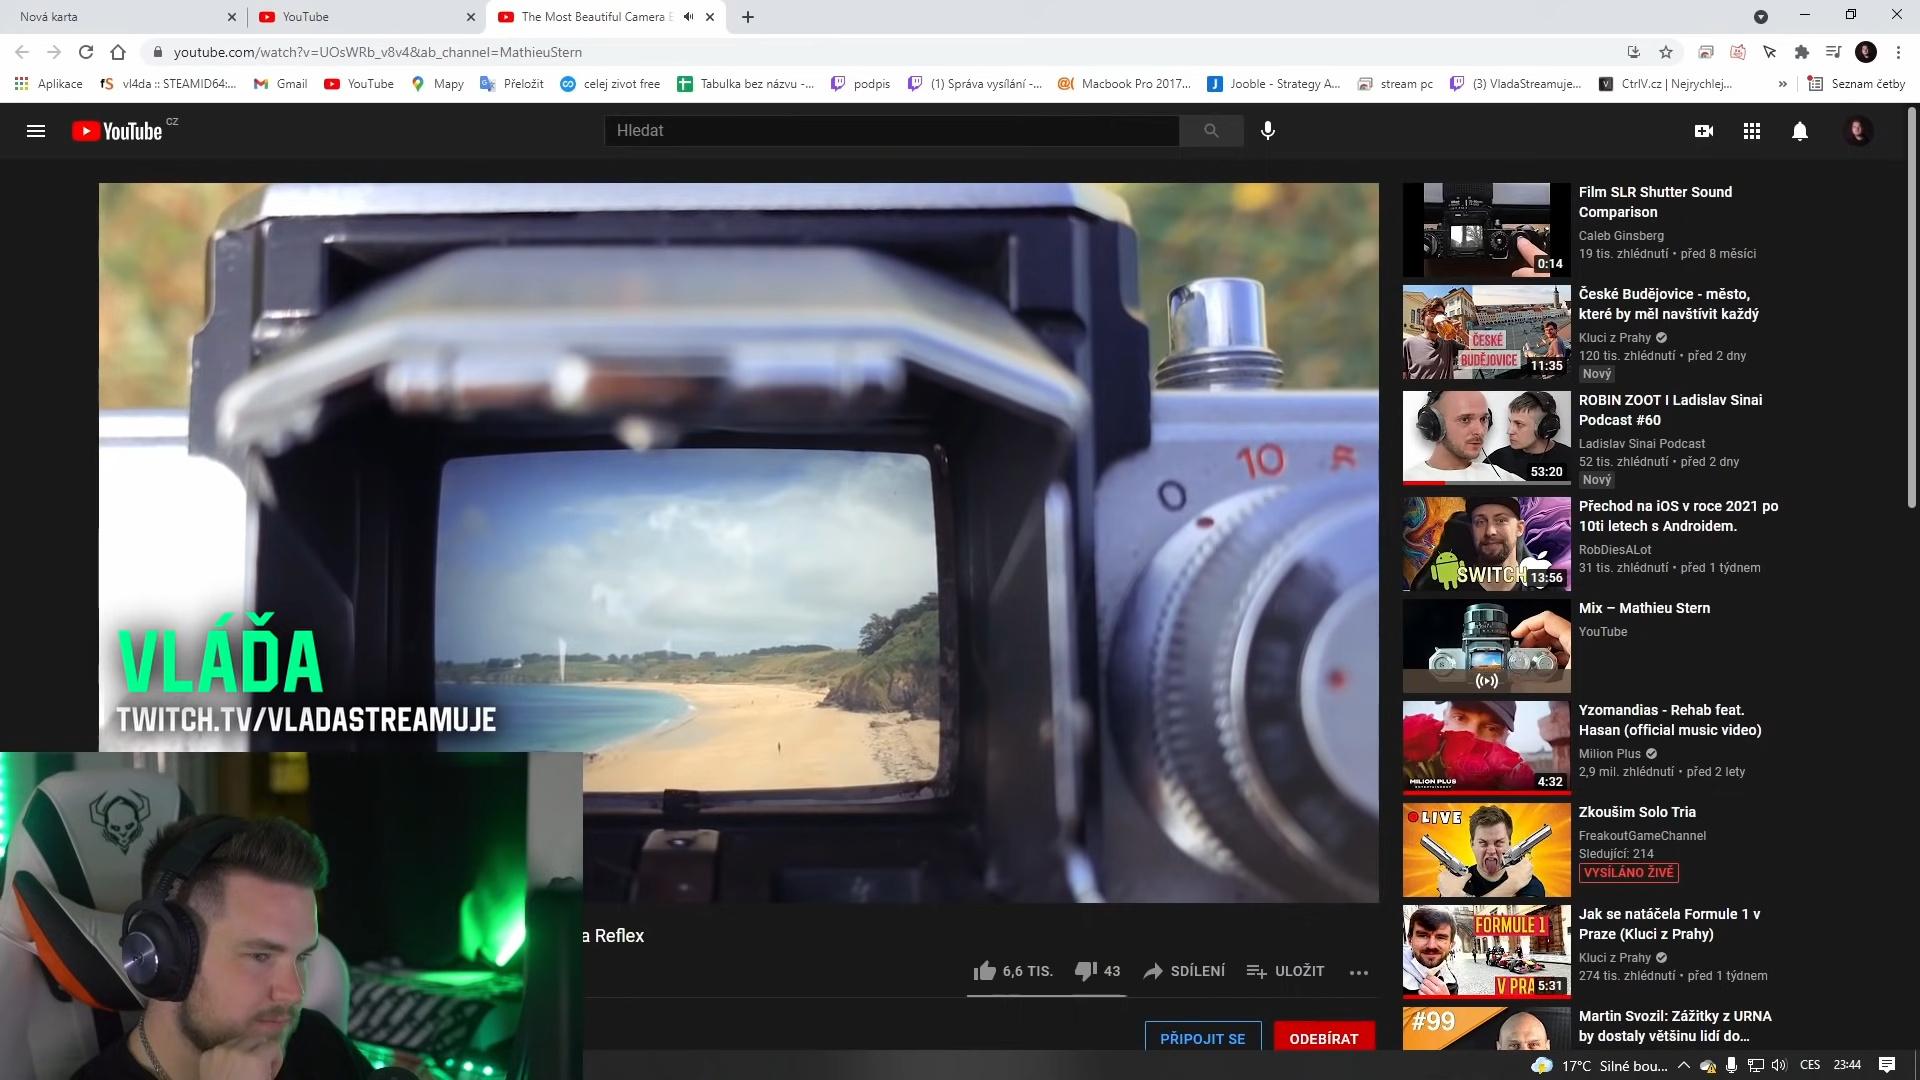 Nová karta
YouTube
The Most Beautiful Camera E
youtube.com/watch?v=UOsWRb_v8v4&ab_channel=MathieuStern
Aplikace
vl4da :: STEAMID64:...
Gmail
YouTube
Mapy
Přeložit
celej zivot free
Tabulka bez názvu -...
podpis
(1) Správa vysílání -...
Macbook Pro 2017...
Jooble - Strategy A...
stream pc
(3) VladaStreamuje...
CtrlV.cz | Nejrychlej...
»
Seznam četby
YouTube CZ
Hledat
10
0
VLÁĎA
TWITCH.TV/VLADASTREAMUJE
a Reflex
6,6 TIS.
43
SDÍLENÍ
ULOŽIT
PŘIPOJIT SE
ODEBÍRAT
0:14
Film SLR Shutter Sound
Comparison
Caleb Ginsberg
19 tis. zhlédnutí • před 8 měsíci
ČESKÉ
BUDĚJOVICE
11:35
České Budějovice - město,
které by měl navštívit každý
Kluci z Prahy
120 tis. zhlédnutí • před 2 dny
Nový
53:20
ROBIN ZOOT I Ladislav Sinai
Podcast #60
Ladislav Sinai Podcast
52 tis. zhlédnutí • před 2 dny
Nový
SWITCH
13:56
Přechod na iOS v roce 2021 po
10ti letech s Androidem.
RobDiesALot
31 tis. zhlédnutí • před 1 týdnem
Mix – Mathieu Stern
YouTube
MILION PLUS
4:32
Yzomandias - Rehab feat.
Hasan (official music video)
Milion Plus
2,9 mil. zhlédnutí • před 2 lety
LIVE
Zkouším Solo Tria
FreakoutGameChannel
Sledující: 214
VYSÍLÁNO ŽIVĚ
FORMULE 1
V PRA
5:31
Jak se natáčela Formule 1 v
Praze (Kluci z Prahy)
Kluci z Prahy
274 tis. zhlédnutí • před 1 týdnem
#99
Martin Svozil: Zážitky z URNA
by dostaly většinu lidí do...
17°C Silné bou...
CES
23:44